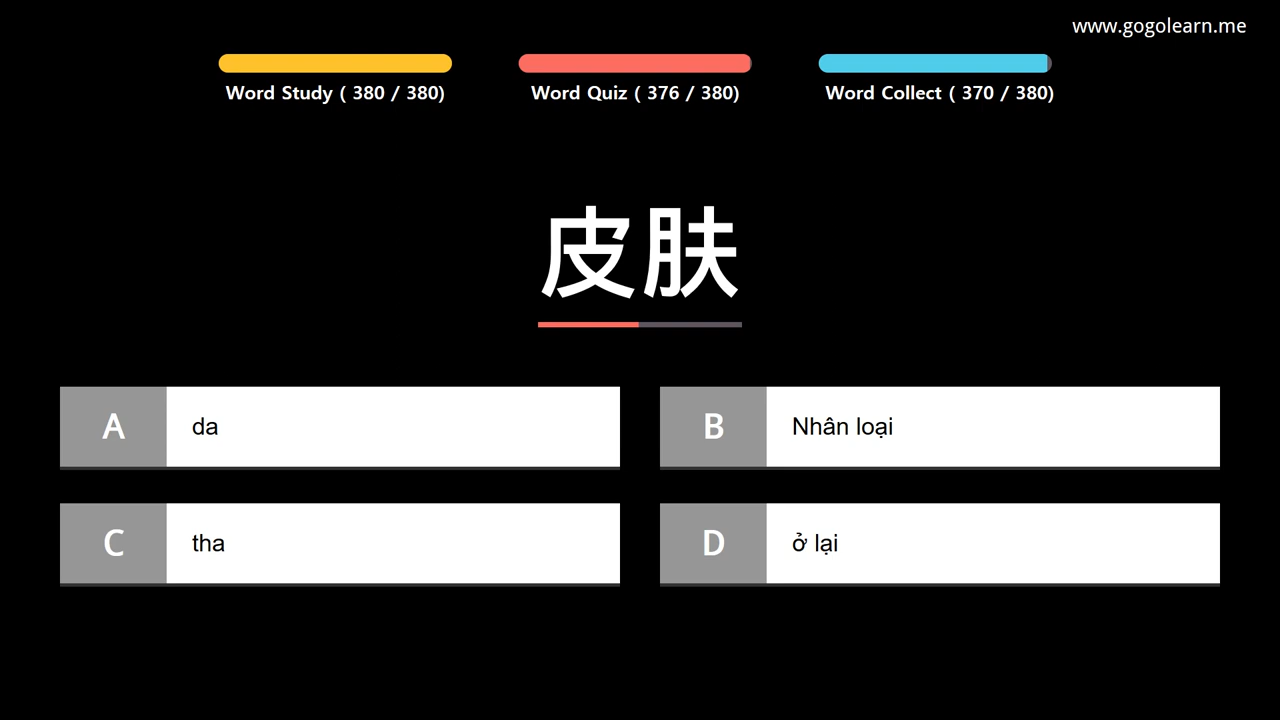 www.gogolearn.me
Word Study ( 380 / 380)
Word Quiz ( 376 / 380)
Word Collect ( 370 / 380)
皮肤
A da
B Nhân loại
C tha
D ở lại